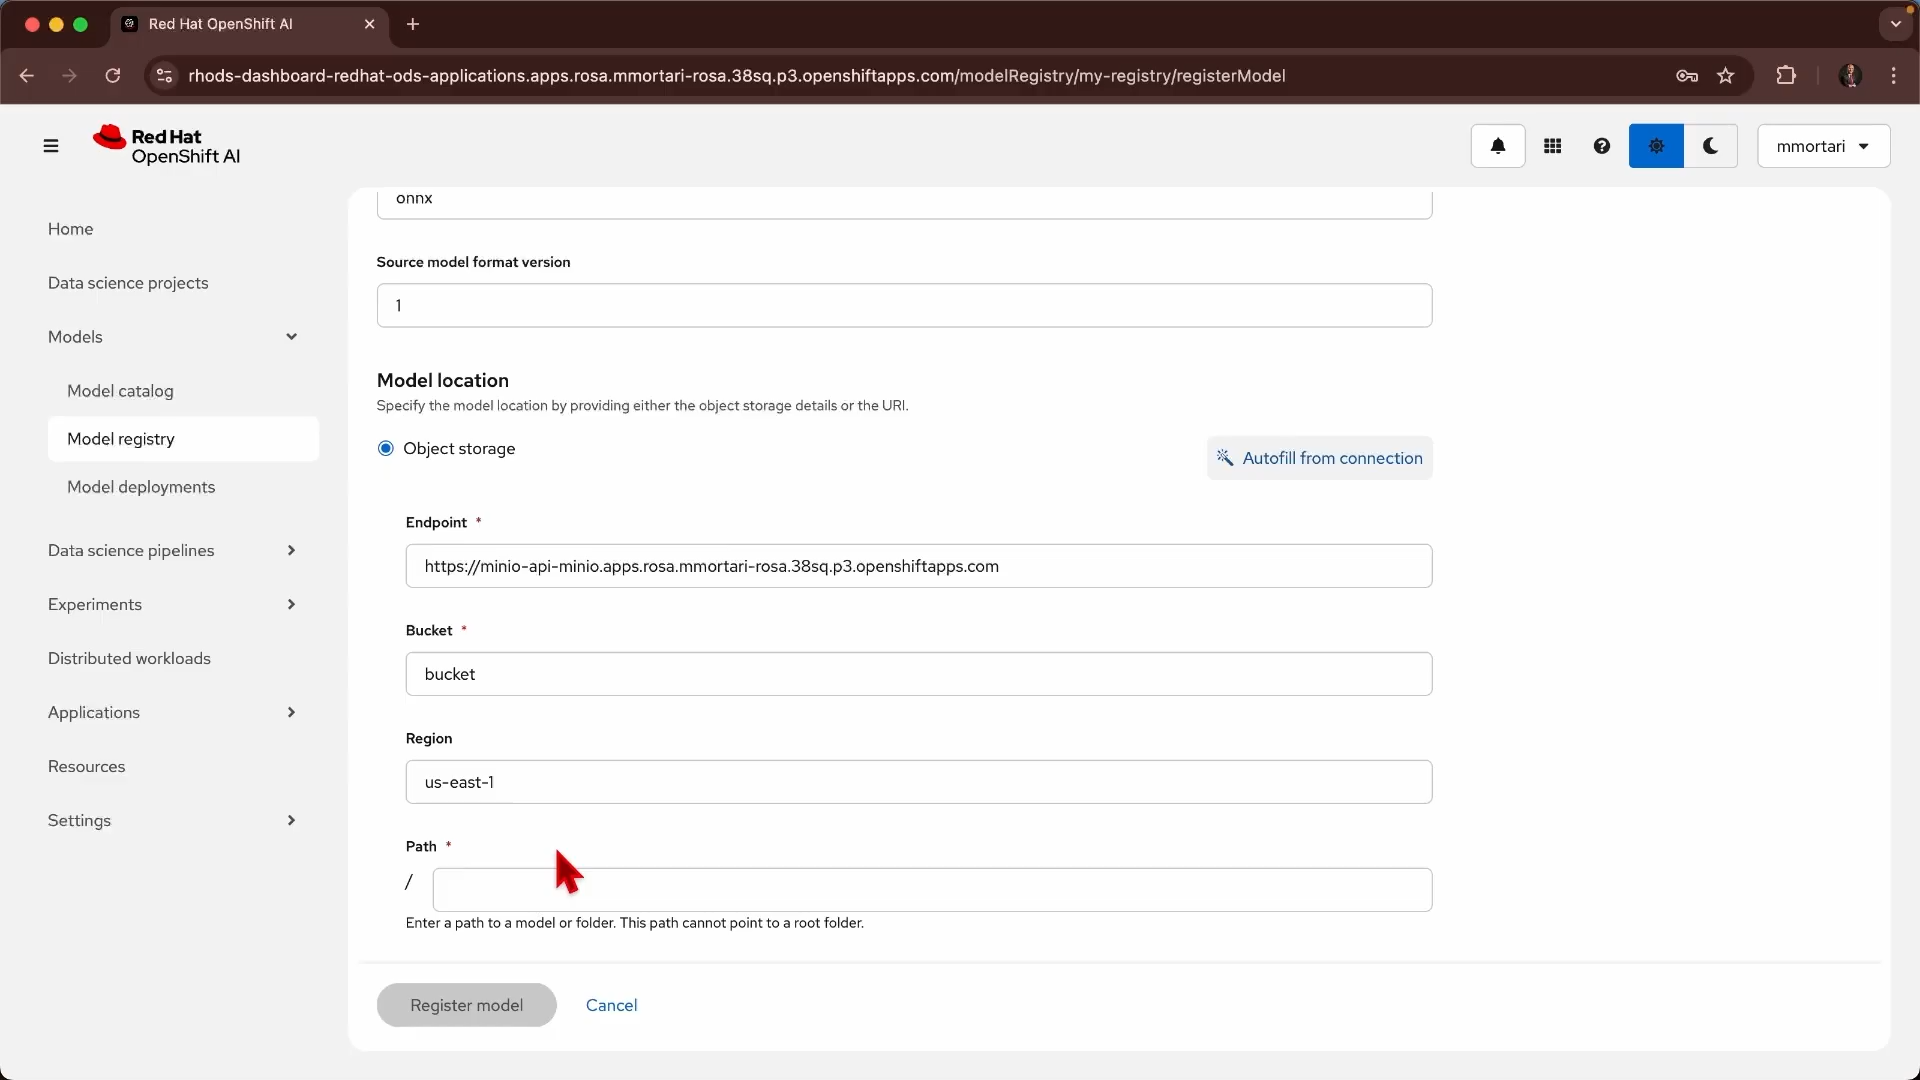 Red Hat OpenShift AI
rhods-dashboard-redhat-ods-applications.apps.rosa.mmortari-rosa.38sq.p3.openshiftapps.com/modelRegistry/my-registry/registerModel
Red Hat
OpenShift AI
mmortari
Home
Data science projects
Models
Model catalog
Model registry
Model deployments
Data science pipelines
Experiments
Distributed workloads
Applications
Resources
Settings
onnx
Source model format version
1
Model location
Specify the model location by providing either the object storage details or the URI.
Object storage
Autofill from connection
Endpoint *
https://minio-api-minio.apps.rosa.mmortari-rosa.38sq.p3.openshiftapps.com
Bucket *
bucket
Region
us-east-1
Path *
/
Enter a path to a model or folder. This path cannot point to a root folder.
Register model
Cancel